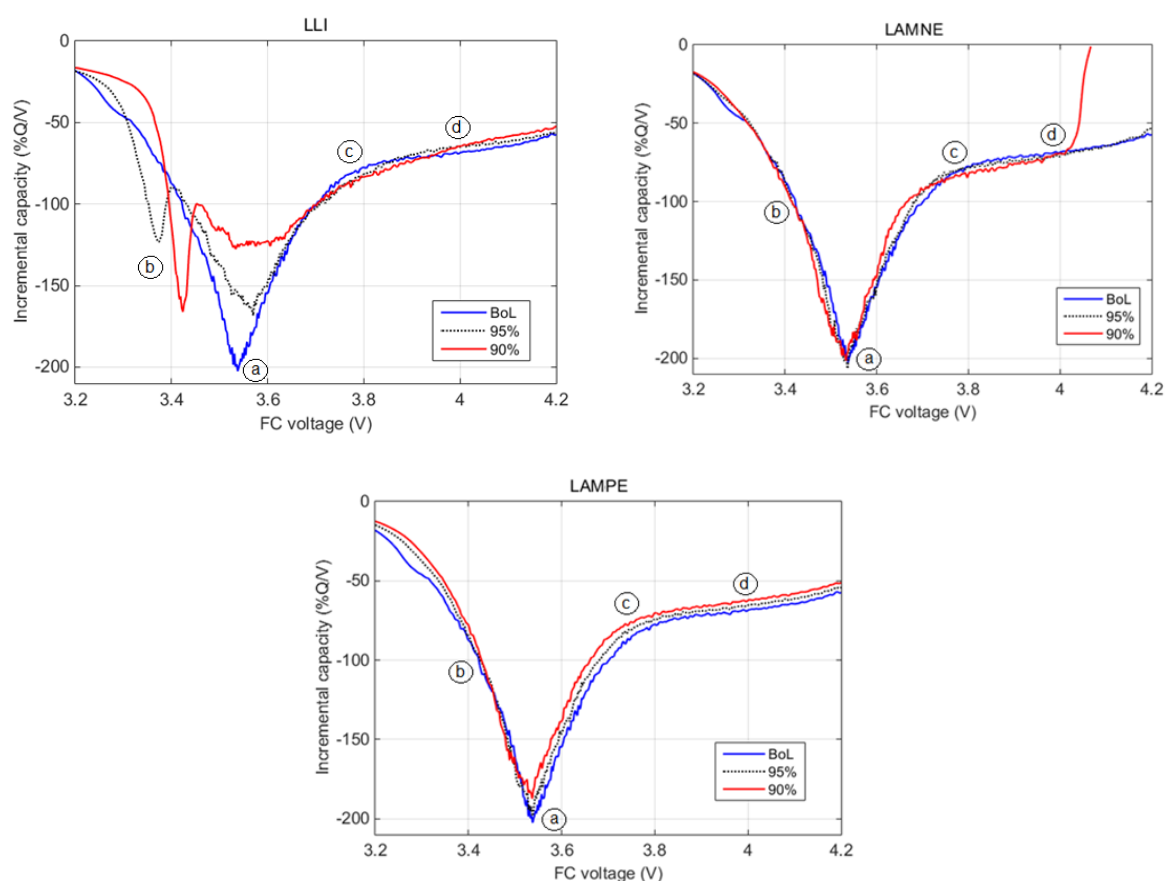 LLI
0
-50
-100
-150
-200
Incremental capacity (%Q/V)
a
b
c
d
BoL
95%
90%
3.2 3.4 3.6 3.8 4 4.2
FC voltage (V)
LAMNE
0
-50
-100
-150
-200
Incremental capacity (%Q/V)
a
b
c
d
BoL
95%
90%
3.2 3.4 3.6 3.8 4 4.2
FC voltage (V)
LAMPE
0
-50
-100
-150
-200
Incremental capacity (%Q/V)
a
b
c
d
BoL
95%
90%
3.2 3.4 3.6 3.8 4 4.2
FC voltage (V)